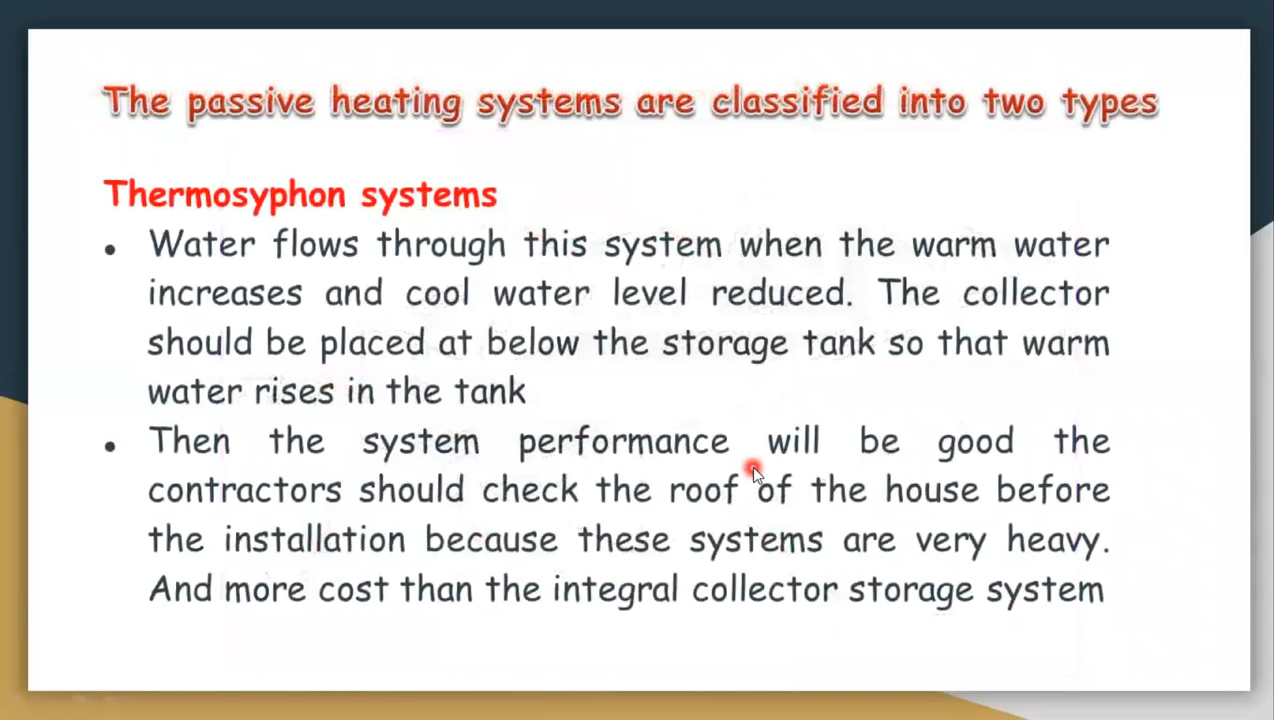 The passive heating systems are classified into two types
Thermosyphon systems
• Water flows through this system when the warm water
increases and cool water level reduced. The collector
should be placed at below the storage tank so that warm
water rises in the tank
• Then the system performance will be good the
contractors should check the roof of the house before
the installation because these systems are very heavy.
And more cost than the integral collector storage system